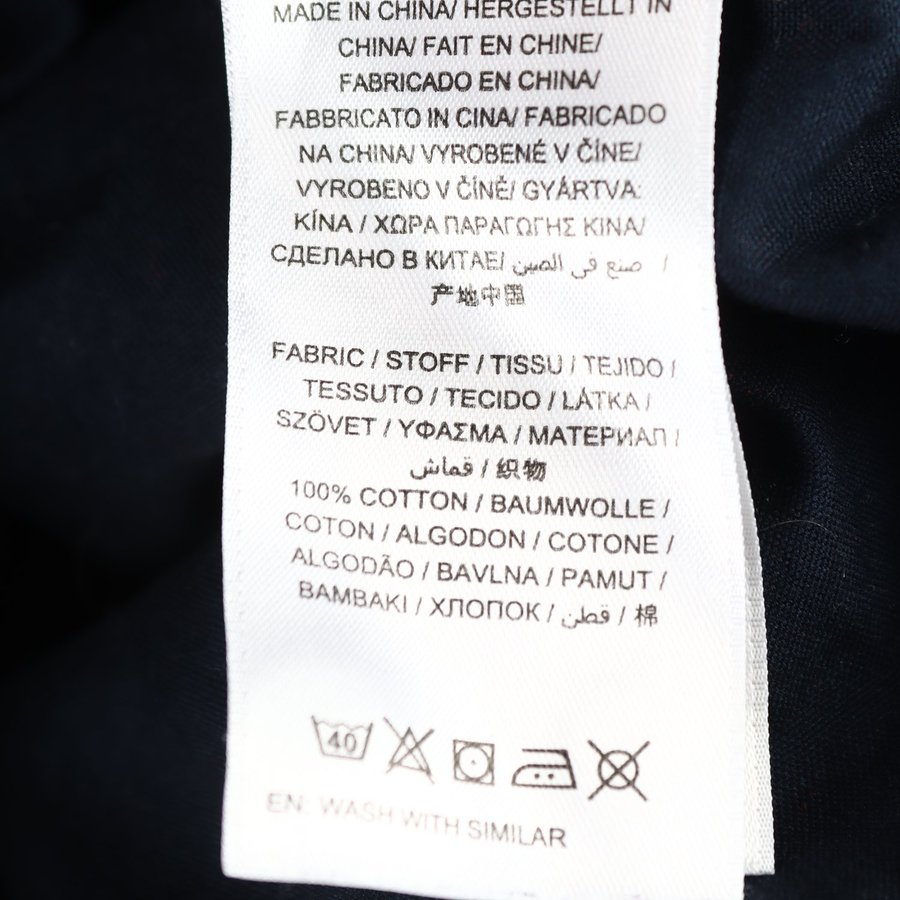 MADE IN CHINA/ HERGESTELLT IN
CHINA/ FAIT EN CHINE/
FABRICADO EN CHINA/
FABBRICATO IN CINA/ FABRICADO
NA CHINA/ VYROBENÉ V ČÍNE/
VYROBENO V ČÍNĚ/ GYÁRTVA:
KÍNA / ΧΩΡΑ ΠΑΡΑΓΩΓΗΣ ΚΙΝΑ/
СДЕЛАНО В КИТАЕ/ صنع في الصين /
产地中国
FABRIC / STOFF / TISSU / TEJIDO /
TESSUTO / TECIDO / LÁTKA /
SZÖVET / ΥΦΑΣΜΑ / МАТЕРИАЛ /
قماش / 织物
100% COTTON / BAUMWOLLE /
COTON / ALGODON / COTONE /
ALGODÃO / BAVLNA / PAMUT /
BAMBAKI / ХЛОПОК / قطن / 棉
40
EN: WASH WITH SIMILAR